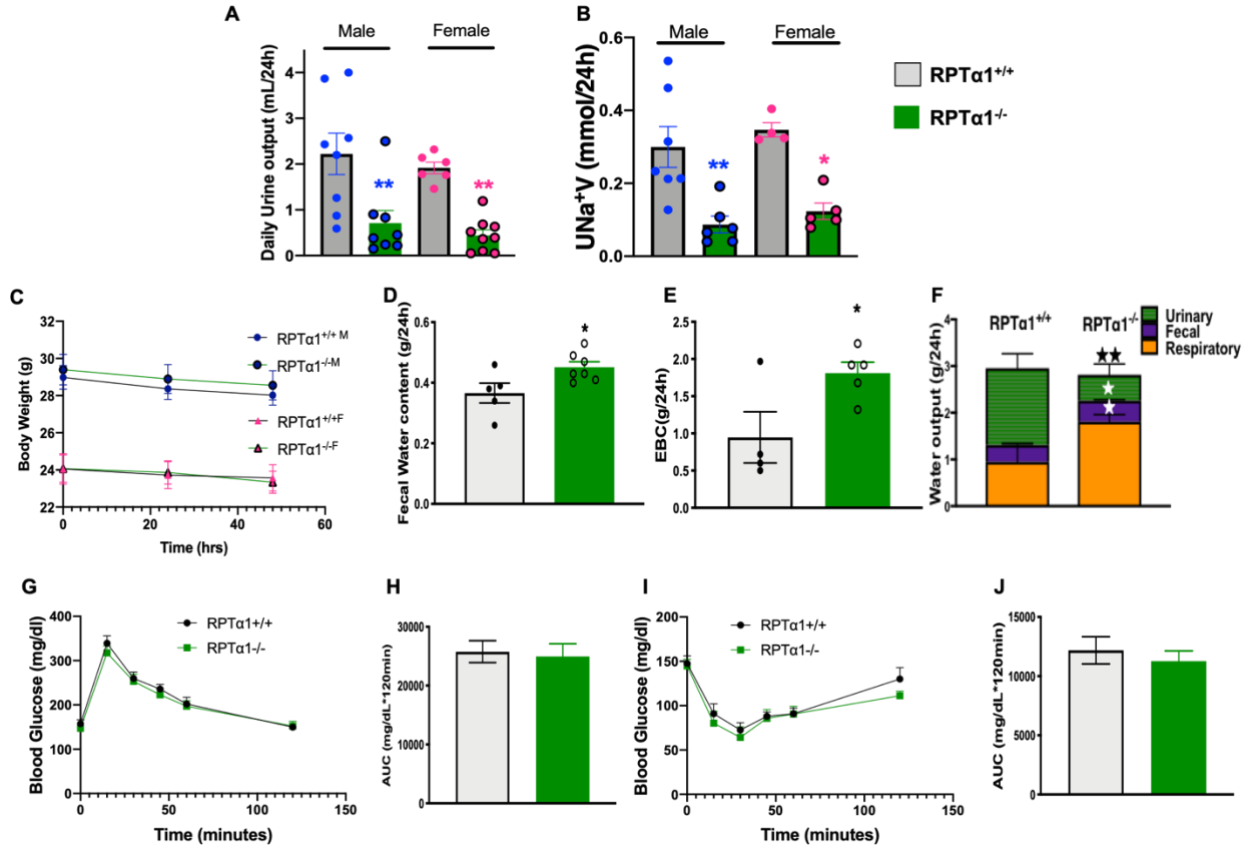 A
Male
Female
Daily Urine output (mL/24h)
4
3
2
1
0
**
**
B
Male
Female
UNa⁺V (mmol/24h)
0.6
0.4
0.2
0.0
**
*
RPTα1+/+
RPTα1-/-
C
Body Weight (g)
32
30
28
26
24
22
0
20
40
60
Time (hrs)
RPTα1+/+ M
RPTα1-/-M
RPTα1+/+F
RPTα1-/-F
D
Fecal Water content (g/24h)
0.6
0.4
0.2
0.0
*
E
EBC(g/24h)
2.5
2.0
1.5
1.0
0.5
0.0
*
F
Water output (g/24h)
4
3
2
1
0
RPTα1+/+
RPTα1-/-
★★
★
★
Urinary
Fecal
Respiratory
G
Blood Glucose (mg/dl)
400
300
200
100
0
0
50
100
150
Time (minutes)
RPTα1+/+
RPTα1-/-
H
AUC (mg/dL*120min)
30000
20000
10000
0
I
Blood Glucose (mg/dl)
200
150
100
50
0
0
50
100
150
Time (minutes)
RPTα1+/+
RPTα1-/-
J
AUC (mg/dL*120min)
15000
10000
5000
0